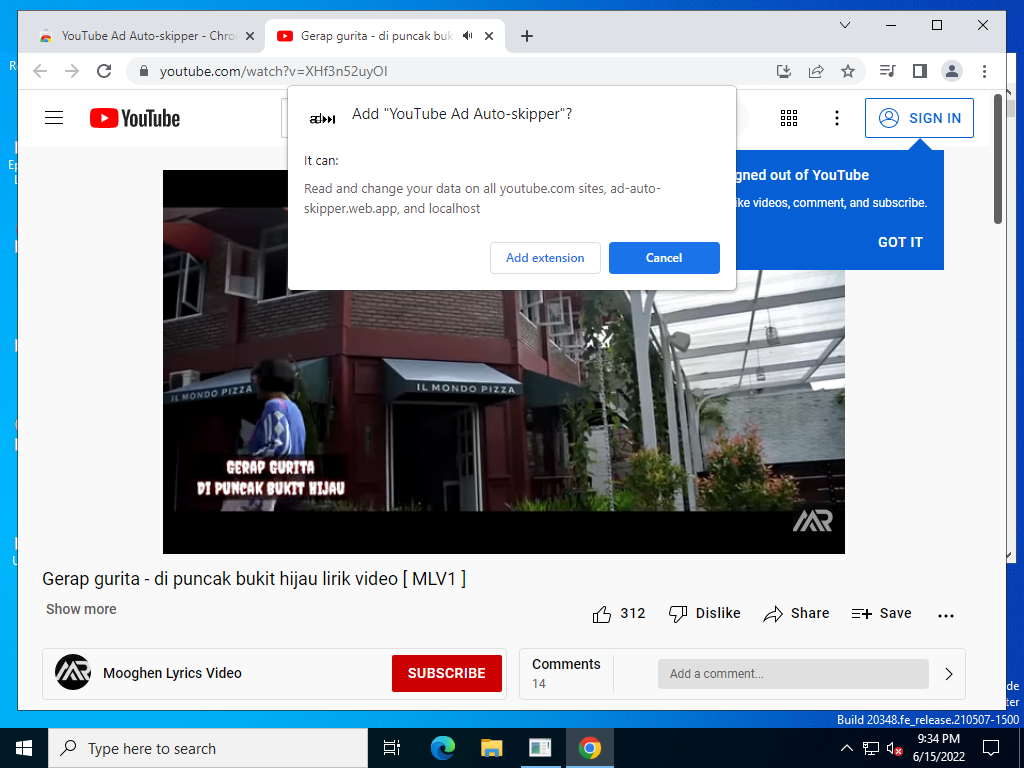 YouTube Ad Auto-skipper - Chro
Gerap gurita - di puncak buk
youtube.com/watch?v=XHf3n52uyOI
YouTube
SIGN IN
Add "YouTube Ad Auto-skipper"?
It can:
Read and change your data on all youtube.com sites, ad-auto-
skipper.web.app, and localhost
Add extension
Cancel
gned out of YouTube
ike videos, comment, and subscribe.
GOT IT
IL MONDO PIZZA
IL MONDO PIZZA
GERAP GURITA
DI PUNCAK BUKIT HIJAU
Gerap gurita - di puncak bukit hijau lirik video [ MLV1 ]
Show more
312
Dislike
Share
Save
Mooghen Lyrics Video
SUBSCRIBE
Comments
14
Add a comment...
Build 20348.fe_release.210507-1500
Type here to search
9:34 PM
6/15/2022